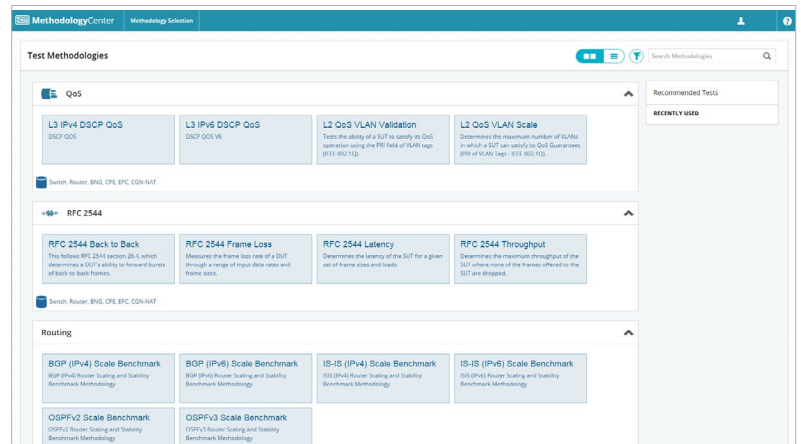 MethodologyCenter Methodology Selection
Test Methodologies
Search Methodologies
QoS
L3 IPv4 DSCP QoS
DSCP QOS
L3 IPv6 DSCP QoS
DSCP QOS V6
L2 QoS VLAN Validation
Tests the ability of a SUT to satisfy its QoS
operation using the PRI field of VLAN tags
(IEEE 802.1Q).
L2 QoS VLAN Scale
Determines the maximum number of VLANs
in which a SUT can satisfy its QoS Guarantees
(PRI of VLAN Tags - IEEE 802.1Q).
Switch, Router, BNG, CPE, EPC, CGN-NAT
Recommended Tests
RECENTLY USED
RFC 2544
RFC 2544 Back to Back
This follows RFC 2544 section 26.4, which
determines a DUT's ability to forward bursts
of back-to-back frames.
RFC 2544 Frame Loss
Measures the frame loss rate of a DUT
through a range of input data rates and
frame sizes.
RFC 2544 Latency
Determines the latency of the SUT for a given
set of frame sizes and loads.
RFC 2544 Throughput
Determines the maximum throughput of the
SUT where none of the frames offered to the
SUT are dropped.
Switch, Router, BNG, CPE, EPC, CGN-NAT
Routing
BGP (IPv4) Scale Benchmark
BGP (IPv4) Router Scaling and Stability
Benchmark Methodology
BGP (IPv6) Scale Benchmark
BGP (IPv6) Router Scaling and Stability
Benchmark Methodology
IS-IS (IPv4) Scale Benchmark
ISIS (IPv4) Router Scaling and Stability
Benchmark Methodology
IS-IS (IPv6) Scale Benchmark
ISIS (IPv6) Router Scaling and Stability
Benchmark Methodology
OSPFv2 Scale Benchmark
OSPFv2 Router Scaling and Stability
Benchmark Methodology
OSPFv3 Scale Benchmark
OSPFv3 Router Scaling and Stability
Benchmark Methodology